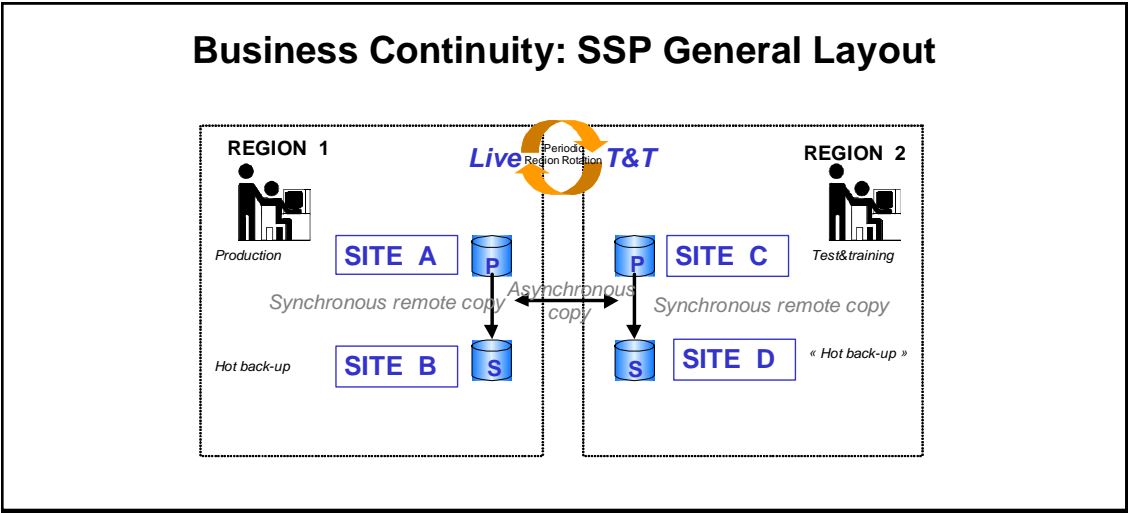 Business Continuity: SSP General Layout
REGION 1
Live
Periodic
Region Rotation
T&T
REGION 2
Production
SITE A
P
P
SITE C
Test&training
Synchronous remote copy
Asynchronous
copy
Synchronous remote copy
Hot back-up
SITE B
S
S
SITE D
« Hot back-up »